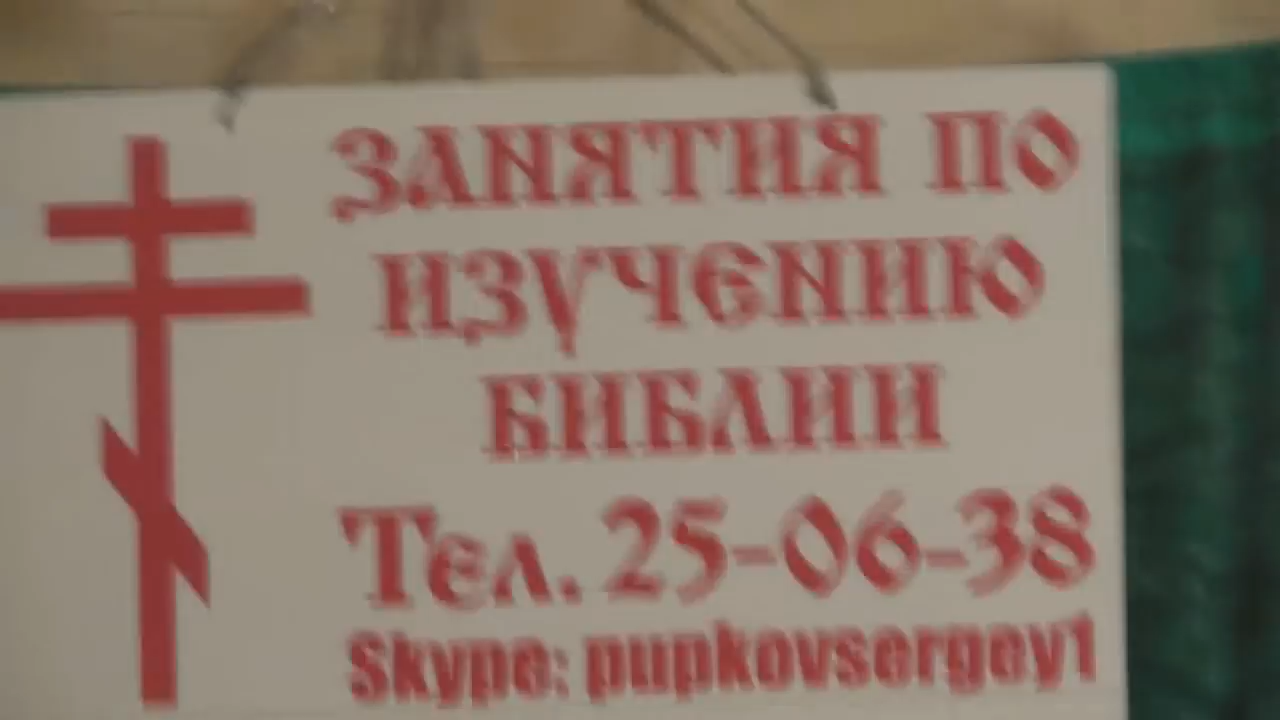 ЗАНЯТИЯ ПО
ИЗУЧЕНИЮ
БИБЛИИ
Тел. 25-06-38
Skype: pupkovsergey1